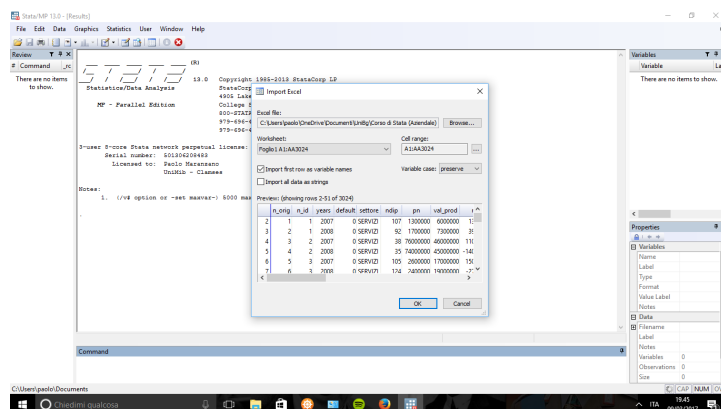 Stata/MP 13.0 - [Results]
File Edit Data Graphics Statistics User Window Help
Review
# Command _rc
There are no items to show.
(R)
13.0 Copyright 1985-2013 StataCorp LP
Statistics/Data Analysis StataCorp
4905 Lake
MP - Parallel Edition College
800-STAT
979-696-4
979-696-4
3-user 8-core Stata network perpetual license:
Serial number: 501306208483
Licensed to: Paolo Maranzano
UniMib - Clamses
Notes:
1. (/v# option or -set maxvar-) 5000 max
.
Import Excel
Excel file:
C:\Users\paolo\OneDrive\Documenti\UniBg\Corso di Stata (Aziendale)
Browse...
Worksheet: Cell range:
Foglio1 A1:AA3024 A1:AA3024 ...
Import first row as variable names Variable case: preserve
Import all data as strings
Preview: (showing rows 2-51 of 3024)
n_orig n_id years default settore ndip pn val_prod
2 1 1 2007 0 SERVIZI 107 1300000 6000000
3 2 1 2008 0 SERVIZI 92 1700000 7300000
4 3 2 2007 0 SERVIZI 38 76000000 46000000
5 4 2 2008 0 SERVIZI 35 74000000 45000000
6 5 3 2007 0 SERVIZI 105 2600000 17000000
7 6 3 2008 0 SERVIZI 124 2400000 19000000
OK Cancel
Variables
Variable La
There are no items to show.
Properties
Variables
Name
Label
Type
Format
Value Label
Notes
Data
Filename
Label
Notes
Variables 0
Observations 0
Size 0
Command
C:\Users\paolo\Documents
CAP NUM OV
Chiedimi qualcosa
ITA
19.45